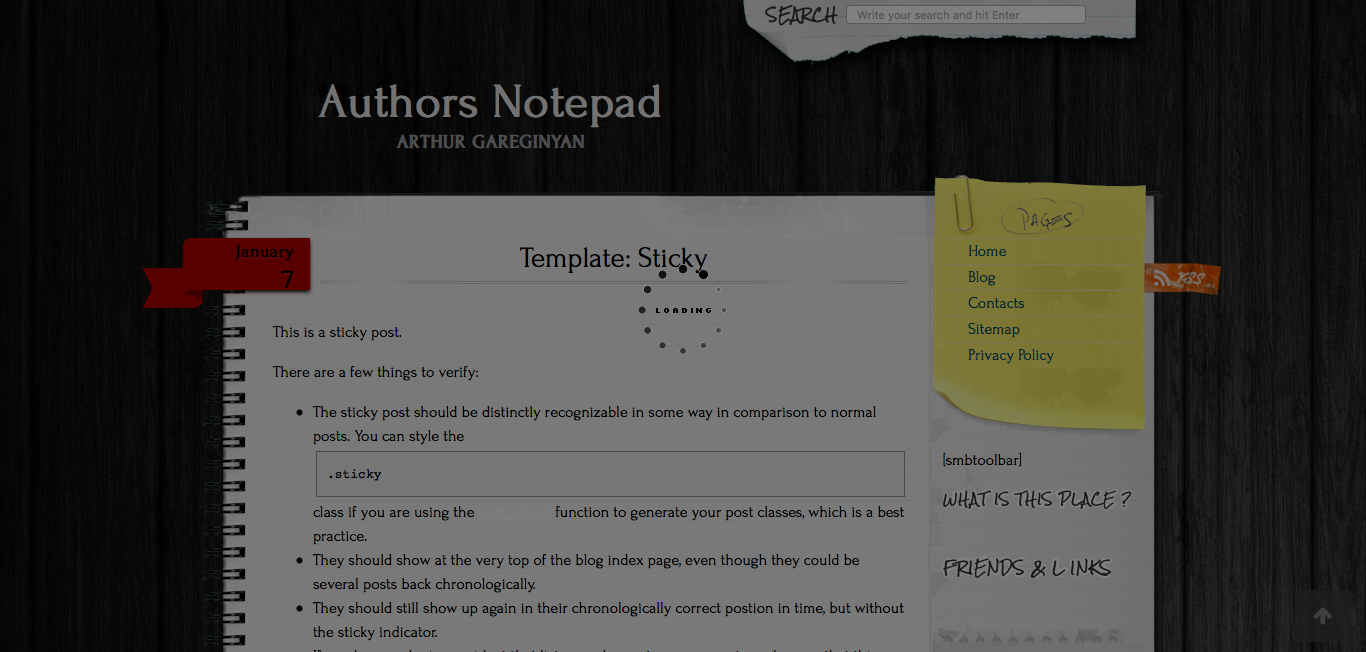 SEARCH
Write your search and hit Enter
Authors Notepad
ARTHUR GAREGINYAN
January
7
Template: Sticky
LOADING
This is a sticky post.
There are a few things to verify:
The sticky post should be distinctly recognizable in some way in comparison to normal
posts. You can style the
.sticky
class if you are using the
function to generate your post classes, which is a best
practice.
They should show at the very top of the blog index page, even though they could be
several posts back chronologically.
They should still show up again in their chronologically correct postion in time, but without
the sticky indicator.
PAGES
Home
Blog
Contacts
Sitemap
Privacy Policy
RSS
[smbtoolbar]
WHAT IS THIS PLACE ?
FRIENDS & LINKS